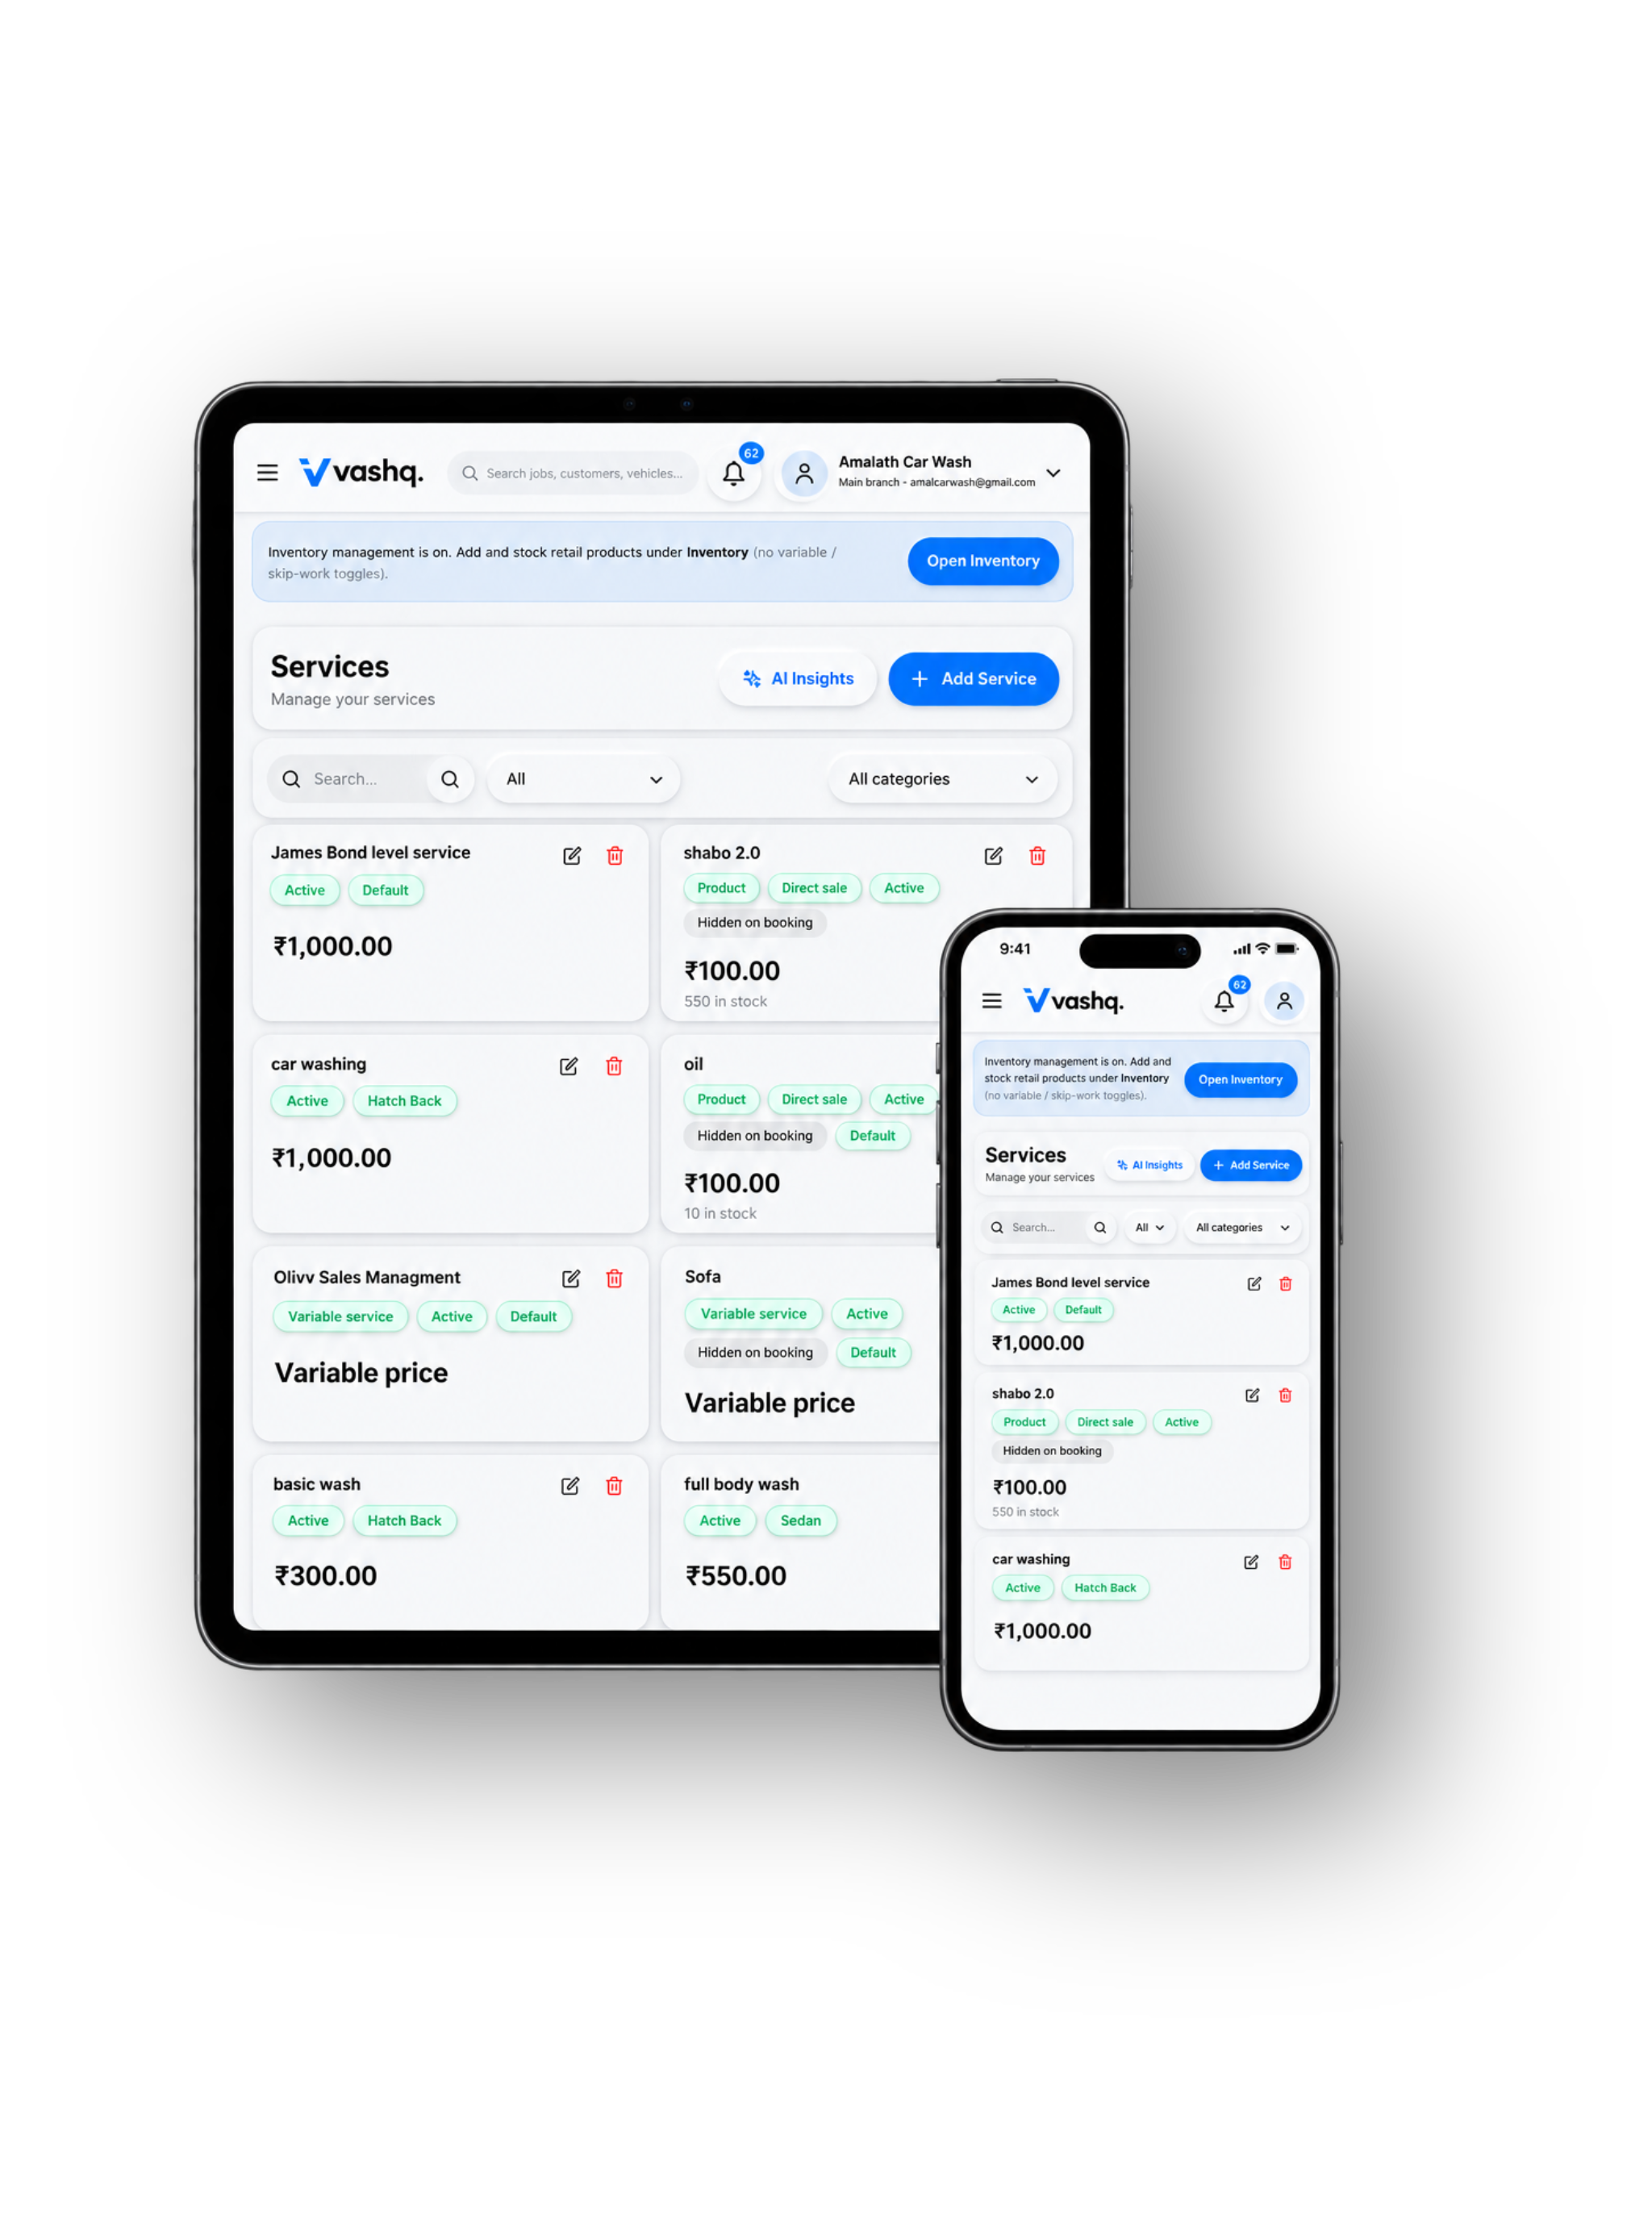 vashq.
Search jobs, customers, vehicles...
62
Amalath Car Wash
Main branch - amalcarwash@gmail.com
Inventory management is on. Add and stock retail products under Inventory (no variable /
skip-work toggles).
Open Inventory
Services
Manage your services
AI Insights
+ Add Service
Search...
All
All categories
James Bond level service
Active Default
₹1,000.00
shabo 2.0
Product Direct sale Active
Hidden on booking
₹100.00
550 in stock
car washing
Active Hatch Back
₹1,000.00
oil
Product Direct sale Active
Hidden on booking Default
₹100.00
10 in stock
Olivv Sales Managment
Variable service Active Default
Variable price
Sofa
Variable service Active
Hidden on booking Default
Variable price
basic wash
Active Hatch Back
₹300.00
full body wash
Active Sedan
₹550.00
9:41
vashq.
62
Inventory management is on. Add and
stock retail products under Inventory
(no variable / skip-work toggles).
Open Inventory
Services
Manage your services
AI Insights
+ Add Service
Search...
All
All categories
James Bond level service
Active Default
₹1,000.00
shabo 2.0
Product Direct sale Active
Hidden on booking
₹100.00
550 in stock
car washing
Active Hatch Back
₹1,000.00